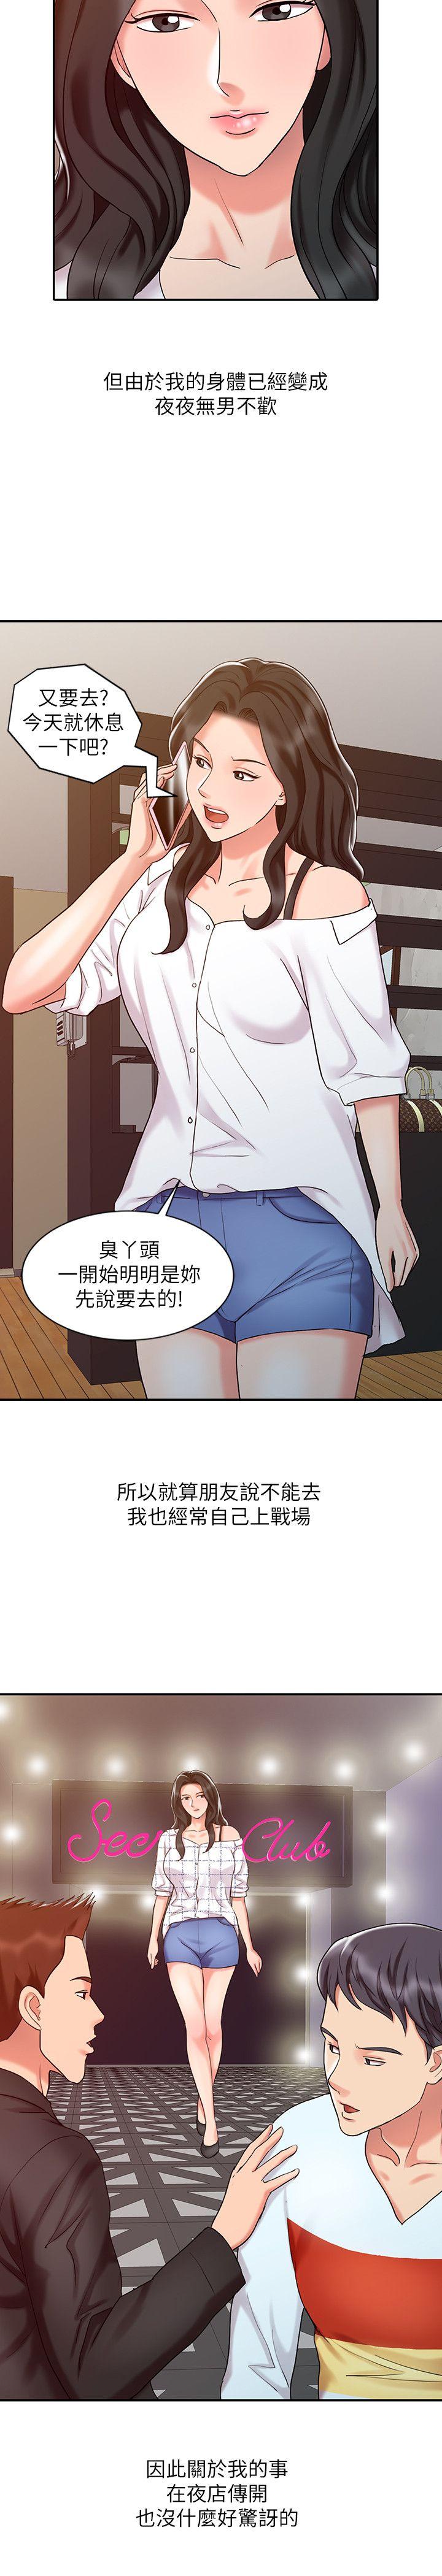 但由於我的身體已經變成
夜夜無男不歡
又要去?
今天就休息
一下吧?
臭丫頭
一開始明明是妳
先說要去的!
所以就算朋友說不能去
我也經常自己上戰場
See
Club
因此關於我的事
在夜店傳開
也沒什麼好驚訝的